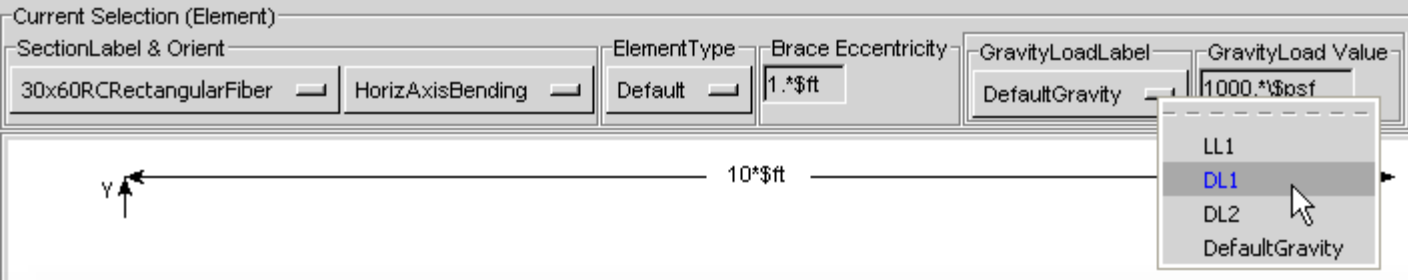 Current Selection (Element)
SectionLabel & Orient
ElementType
Brace Eccentricity
GravityLoadLabel
GravityLoad Value
30x60RCRectangularFiber
HorizAxisBending
Default
1.*$ft
DefaultGravity
1000.*\$psf
LL1
DL1
DL2
DefaultGravity
Y
10*$ft